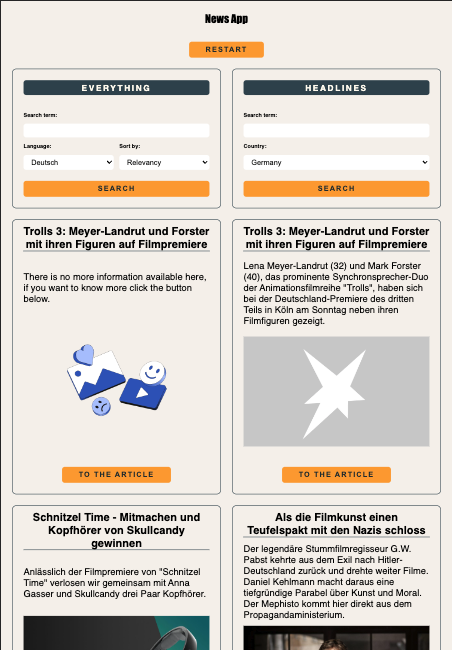 News App
RESTART
EVERYTHING
Search term:
Language:
Sort by:
Deutsch
Relevancy
SEARCH
HEADLINES
Search term:
Country:
Germany
SEARCH
Trolls 3: Meyer-Landrut und Forster
mit ihren Figuren auf Filmpremiere
There is no more information available here,
if you want to know more click the button
below.
TO THE ARTICLE
Trolls 3: Meyer-Landrut und Forster
mit ihren Figuren auf Filmpremiere
Lena Meyer-Landrut (32) und Mark Forster
(40), das prominente Synchronsprecher-Duo
der Animationsfilmreihe "Trolls", haben sich
bei der Deutschland-Premiere des dritten
Teils in Köln am Sonntag neben ihren
Filmfiguren gezeigt.
TO THE ARTICLE
Schnitzel Time - Mitmachen und
Kopfhörer von Skullcandy
gewinnen
Anlässlich der Filmpremiere von "Schnitzel
Time" verlosen wir gemeinsam mit Anna
Gasser und Skullcandy drei Paar Kopfhörer.
Als die Filmkunst einen
Teufelspakt mit den Nazis schloss
Der legendäre Stummfilmregisseur G.W.
Pabst kehrte aus dem Exil nach Hitler-
Deutschland zurück und drehte weiter Filme.
Daniel Kehlmann macht daraus eine
tiefgründige Parabel über Kunst und Moral.
Der Mephisto kommt hier direkt aus dem
Propagandaministerium.